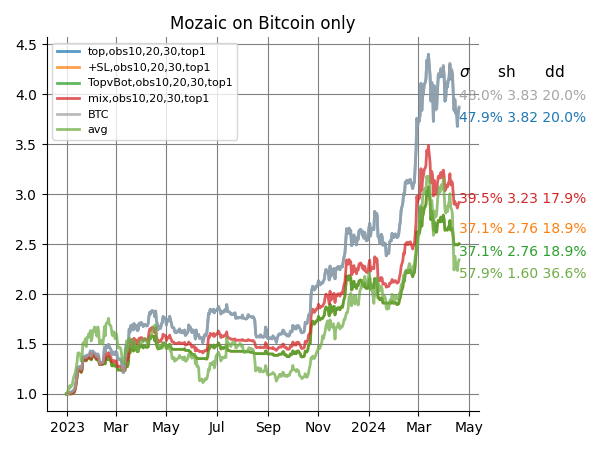 Mozaic on Bitcoin only
top,obs10,20,30,top1
+SL,obs10,20,30,top1
TopvBot,obs10,20,30,top1
mix,obs10,20,30,top1
BTC
avg
σ sh dd
48.0% 3.83 20.0%
47.9% 3.82 20.0%
39.5% 3.23 17.9%
37.1% 2.76 18.9%
37.1% 2.76 18.9%
57.9% 1.60 36.6%
4.5
4.0
3.5
3.0
2.5
2.0
1.5
1.0
2023 Mar May Jul Sep Nov 2024 Mar May